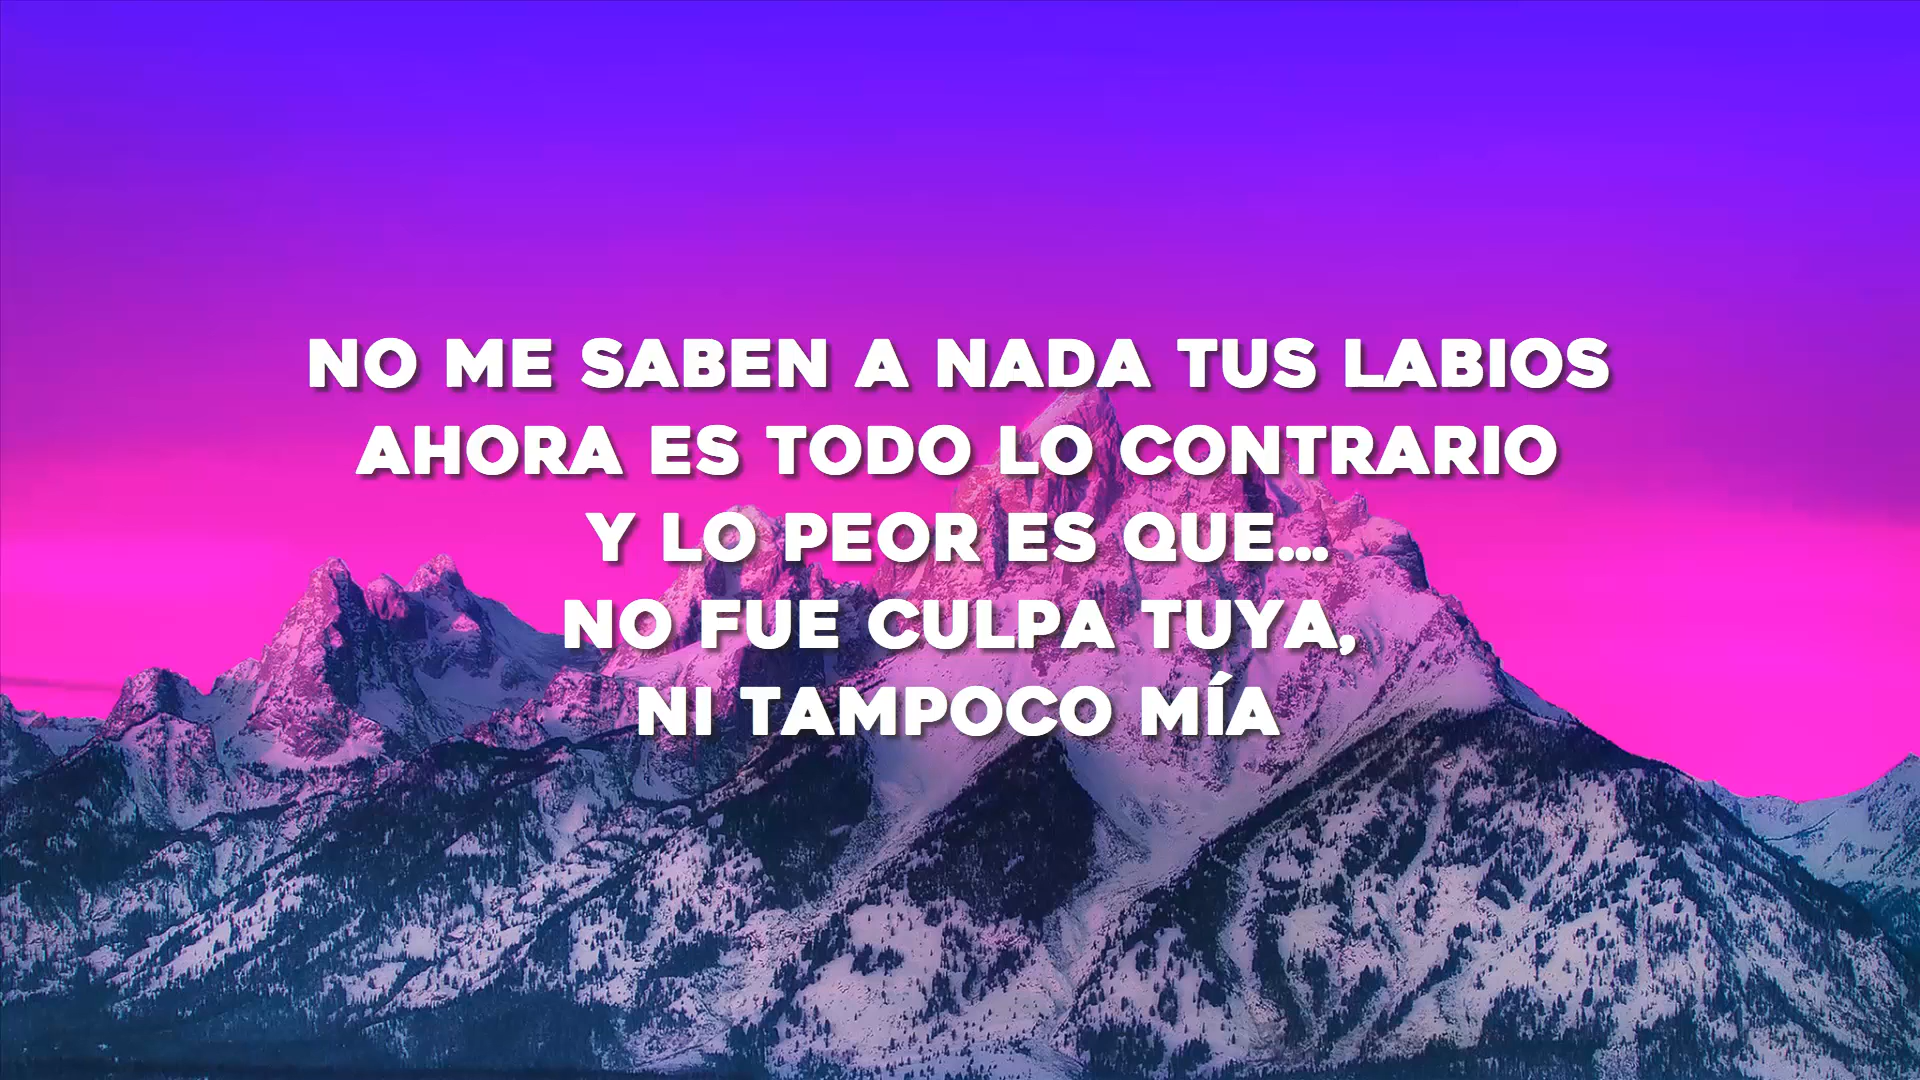 NO ME SABEN A NADA TUS LABIOS
AHORA ES TODO LO CONTRARIO
Y LO PEOR ES QUE...
NO FUE CULPA TUYA,
NI TAMPOCO MÍA